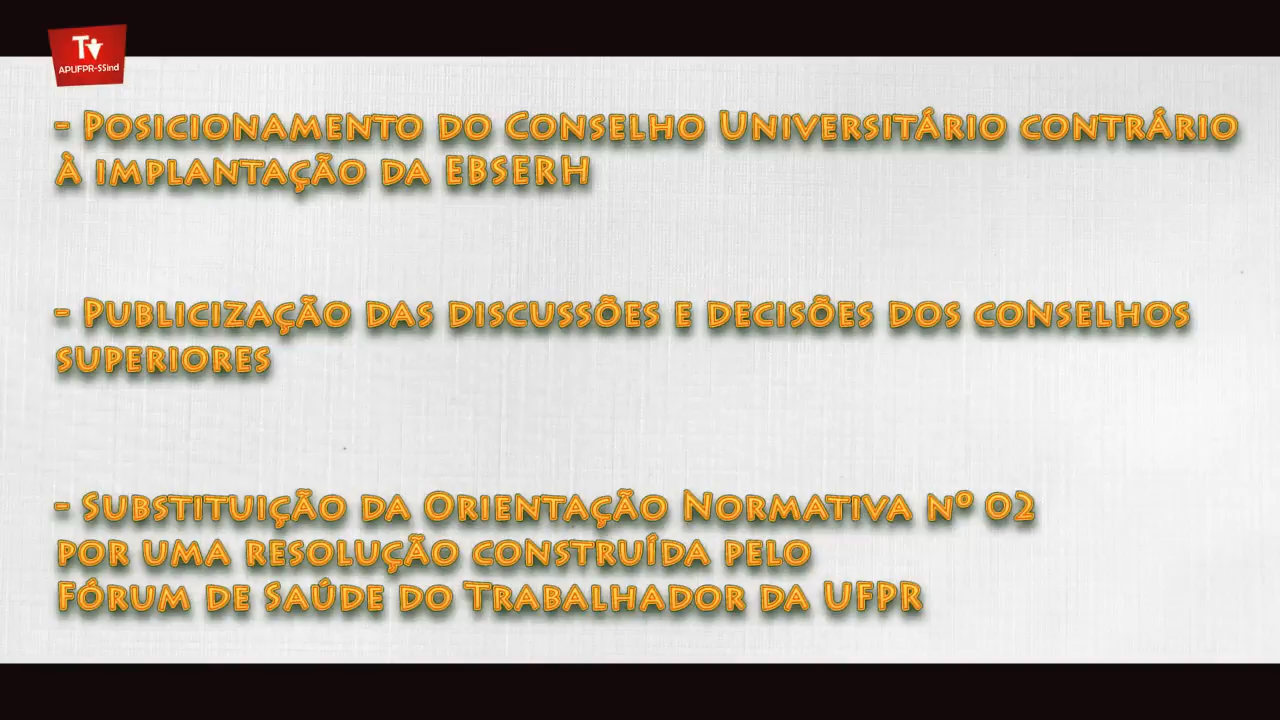 TV
APUFPR-SSind
- Posicionamento do Conselho Universitário contrário
à implantação da EBSERH
- Publicização das discussões e decisões dos conselhos
superiores
- Substituição da Orientação Normativa nº 02
por uma resolução construída pelo
Fórum de Saúde do Trabalhador da UFPR